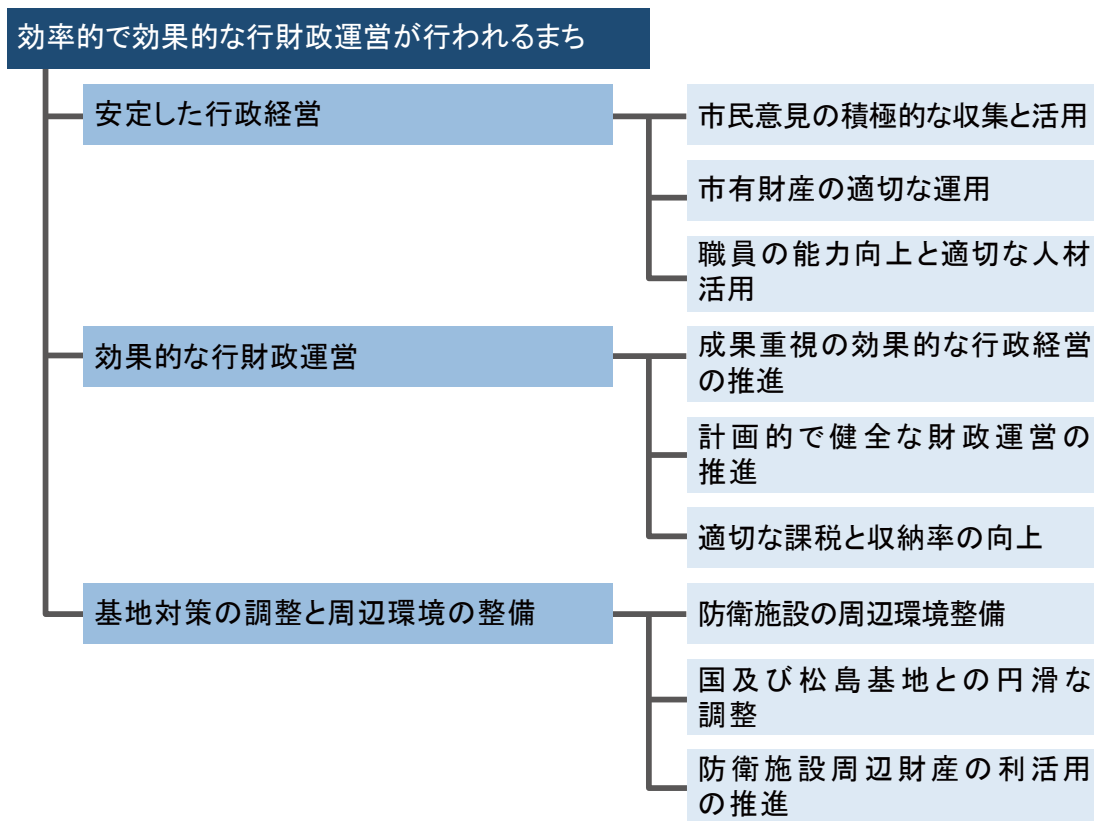 効率的で効果的な行財政運営が行われるまち
安定した行政経営
市民意見の積極的な収集と活用
市有財産の適切な運用
職員の能力向上と適切な人材
活用
効果的な行財政運営
成果重視の効果的な行政経営
の推進
計画的で健全な財政運営の
推進
適切な課税と収納率の向上
基地対策の調整と周辺環境の整備
防衛施設の周辺環境整備
国及び松島基地との円滑な
調整
防衛施設周辺財産の利活用
の推進